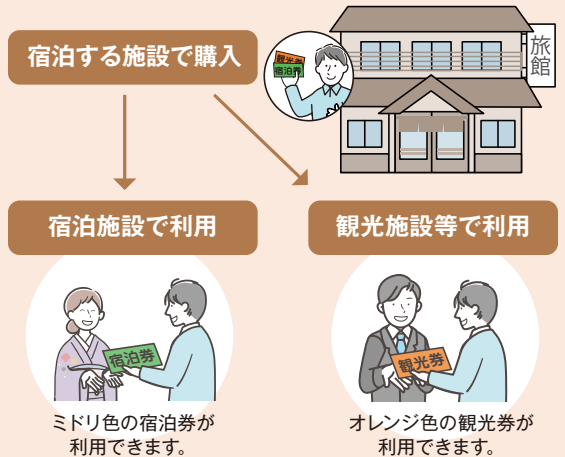 宿泊する施設で購入
観光券
宿泊券
旅館
宿泊施設で利用
観光施設等で利用
宿泊券
ミドリ色の宿泊券が
利用できます。
観光券
オレンジ色の観光券が
利用できます。